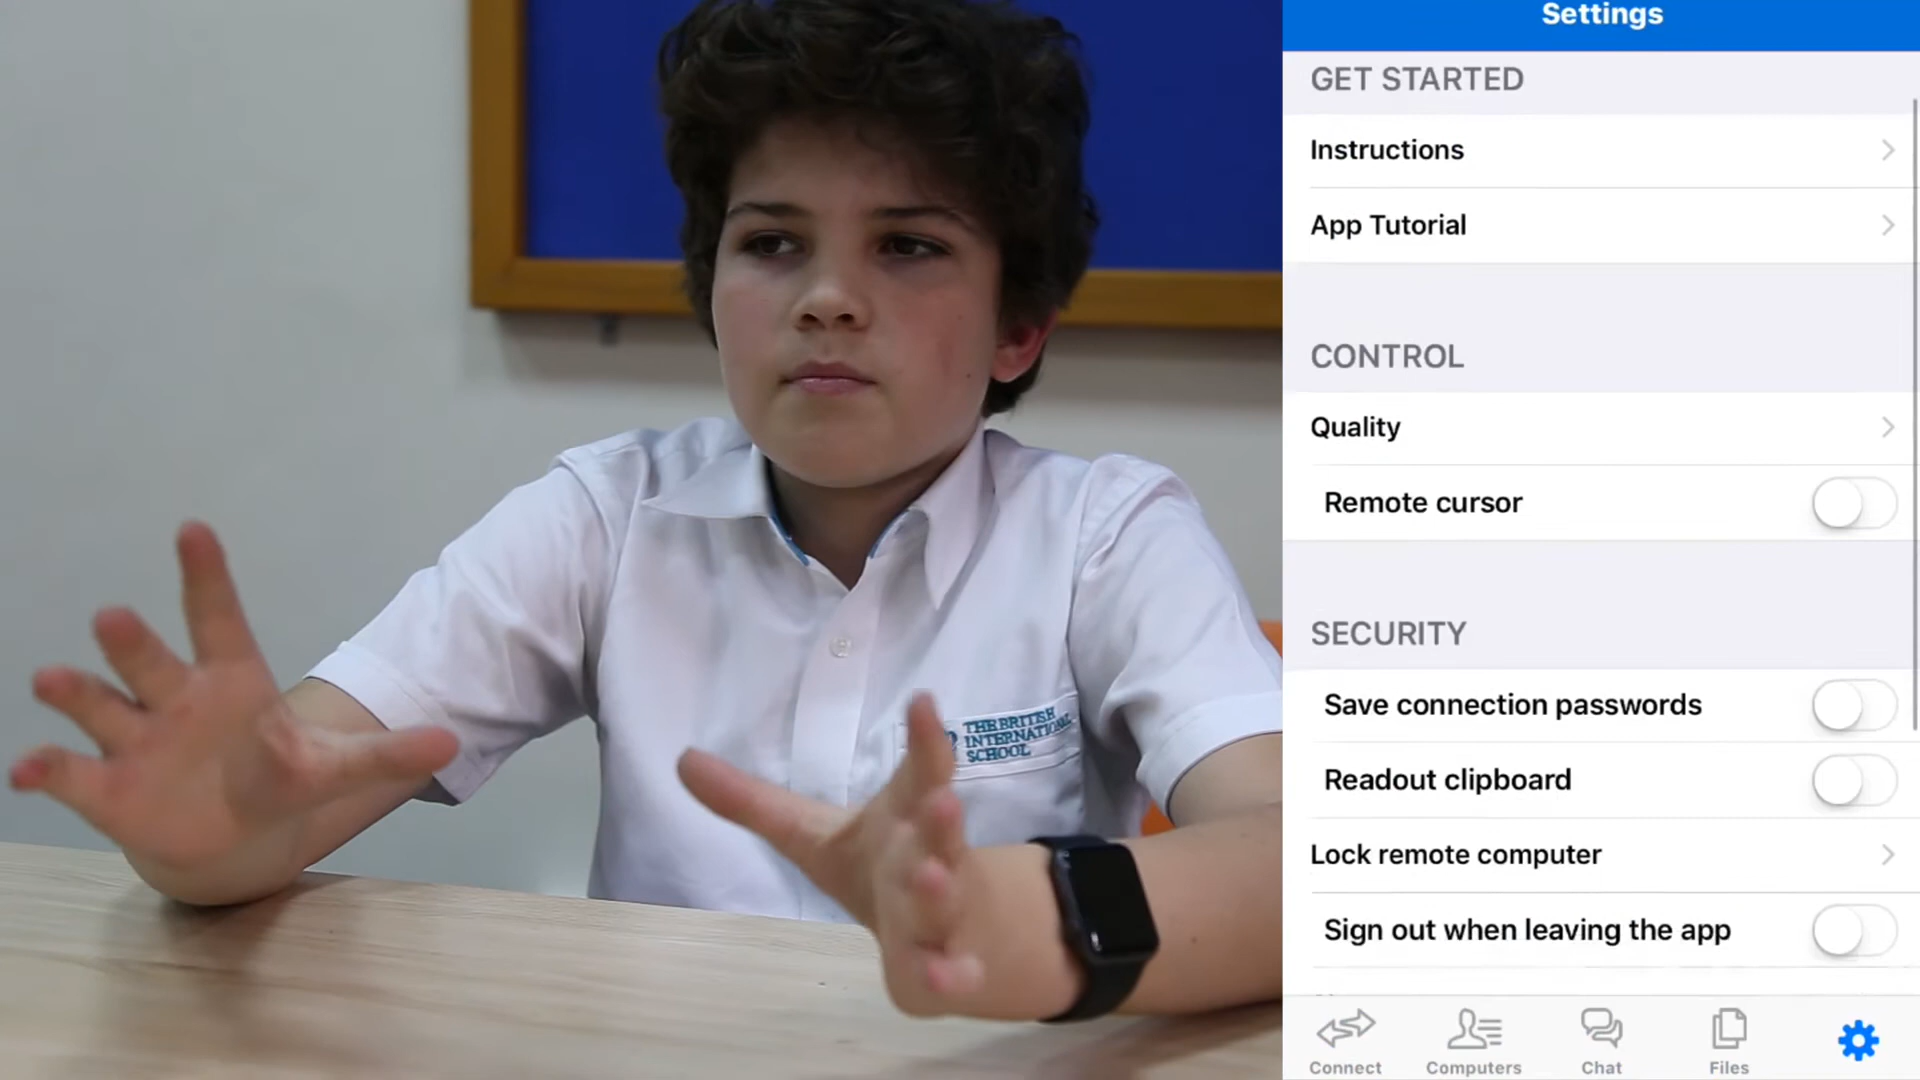 Settings
GET STARTED
Instructions
App Tutorial
CONTROL
Quality
Remote cursor
SECURITY
Save connection passwords
Readout clipboard
Lock remote computer
Sign out when leaving the app
Connect
Computers
Chat
Files
THE BRITISH
INTERNATIONAL
SCHOOL